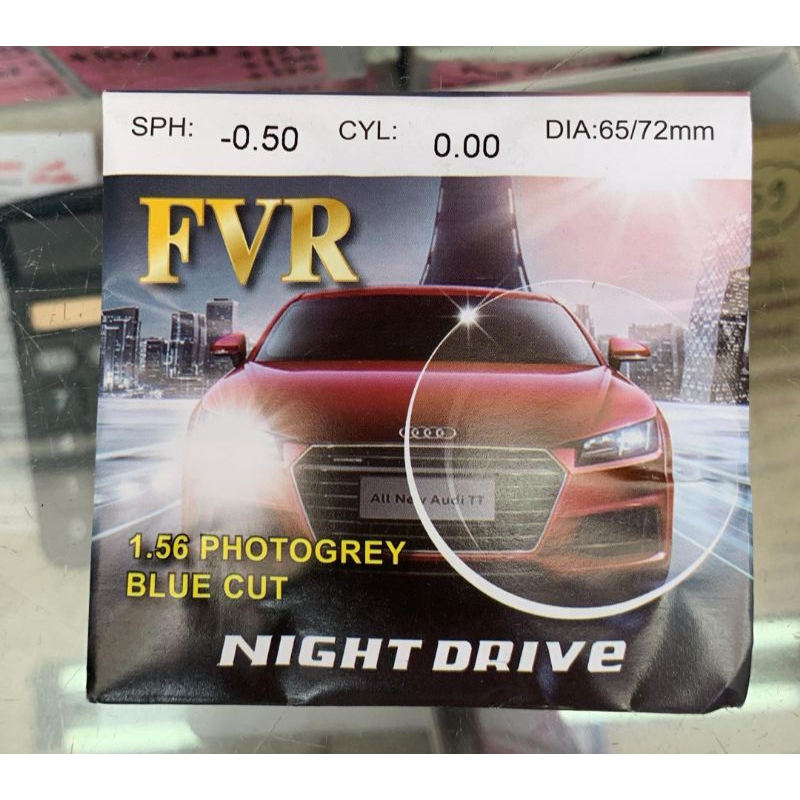 SPH: -0.50 CYL: 0.00 DIA:65/72mm
FVR
All New Audi TT
1.56 PHOTOGREY
BLUE CUT
NIGHT DRIVE